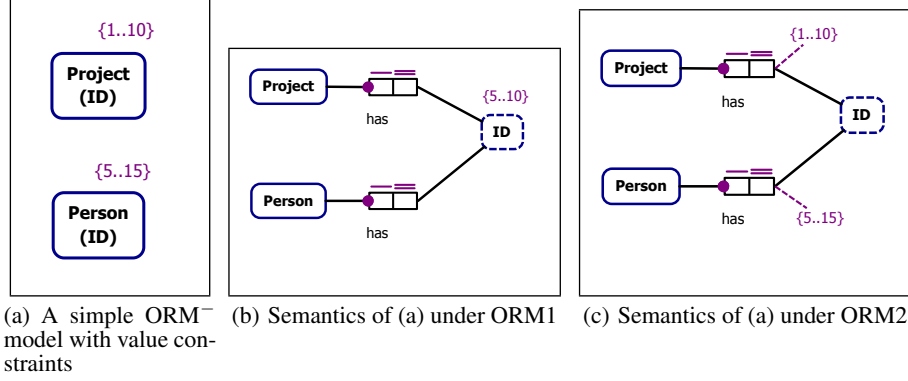 {1..10}
Project
(ID)
{5..15}
Person
(ID)
(a) A simple ORM⁻
model with value con-
straints
Project
has
{5..10}
ID
Person
has
(b) Semantics of (a) under ORM1
{1..10}
Project
has
ID
Person
has
{5..15}
(c) Semantics of (a) under ORM2